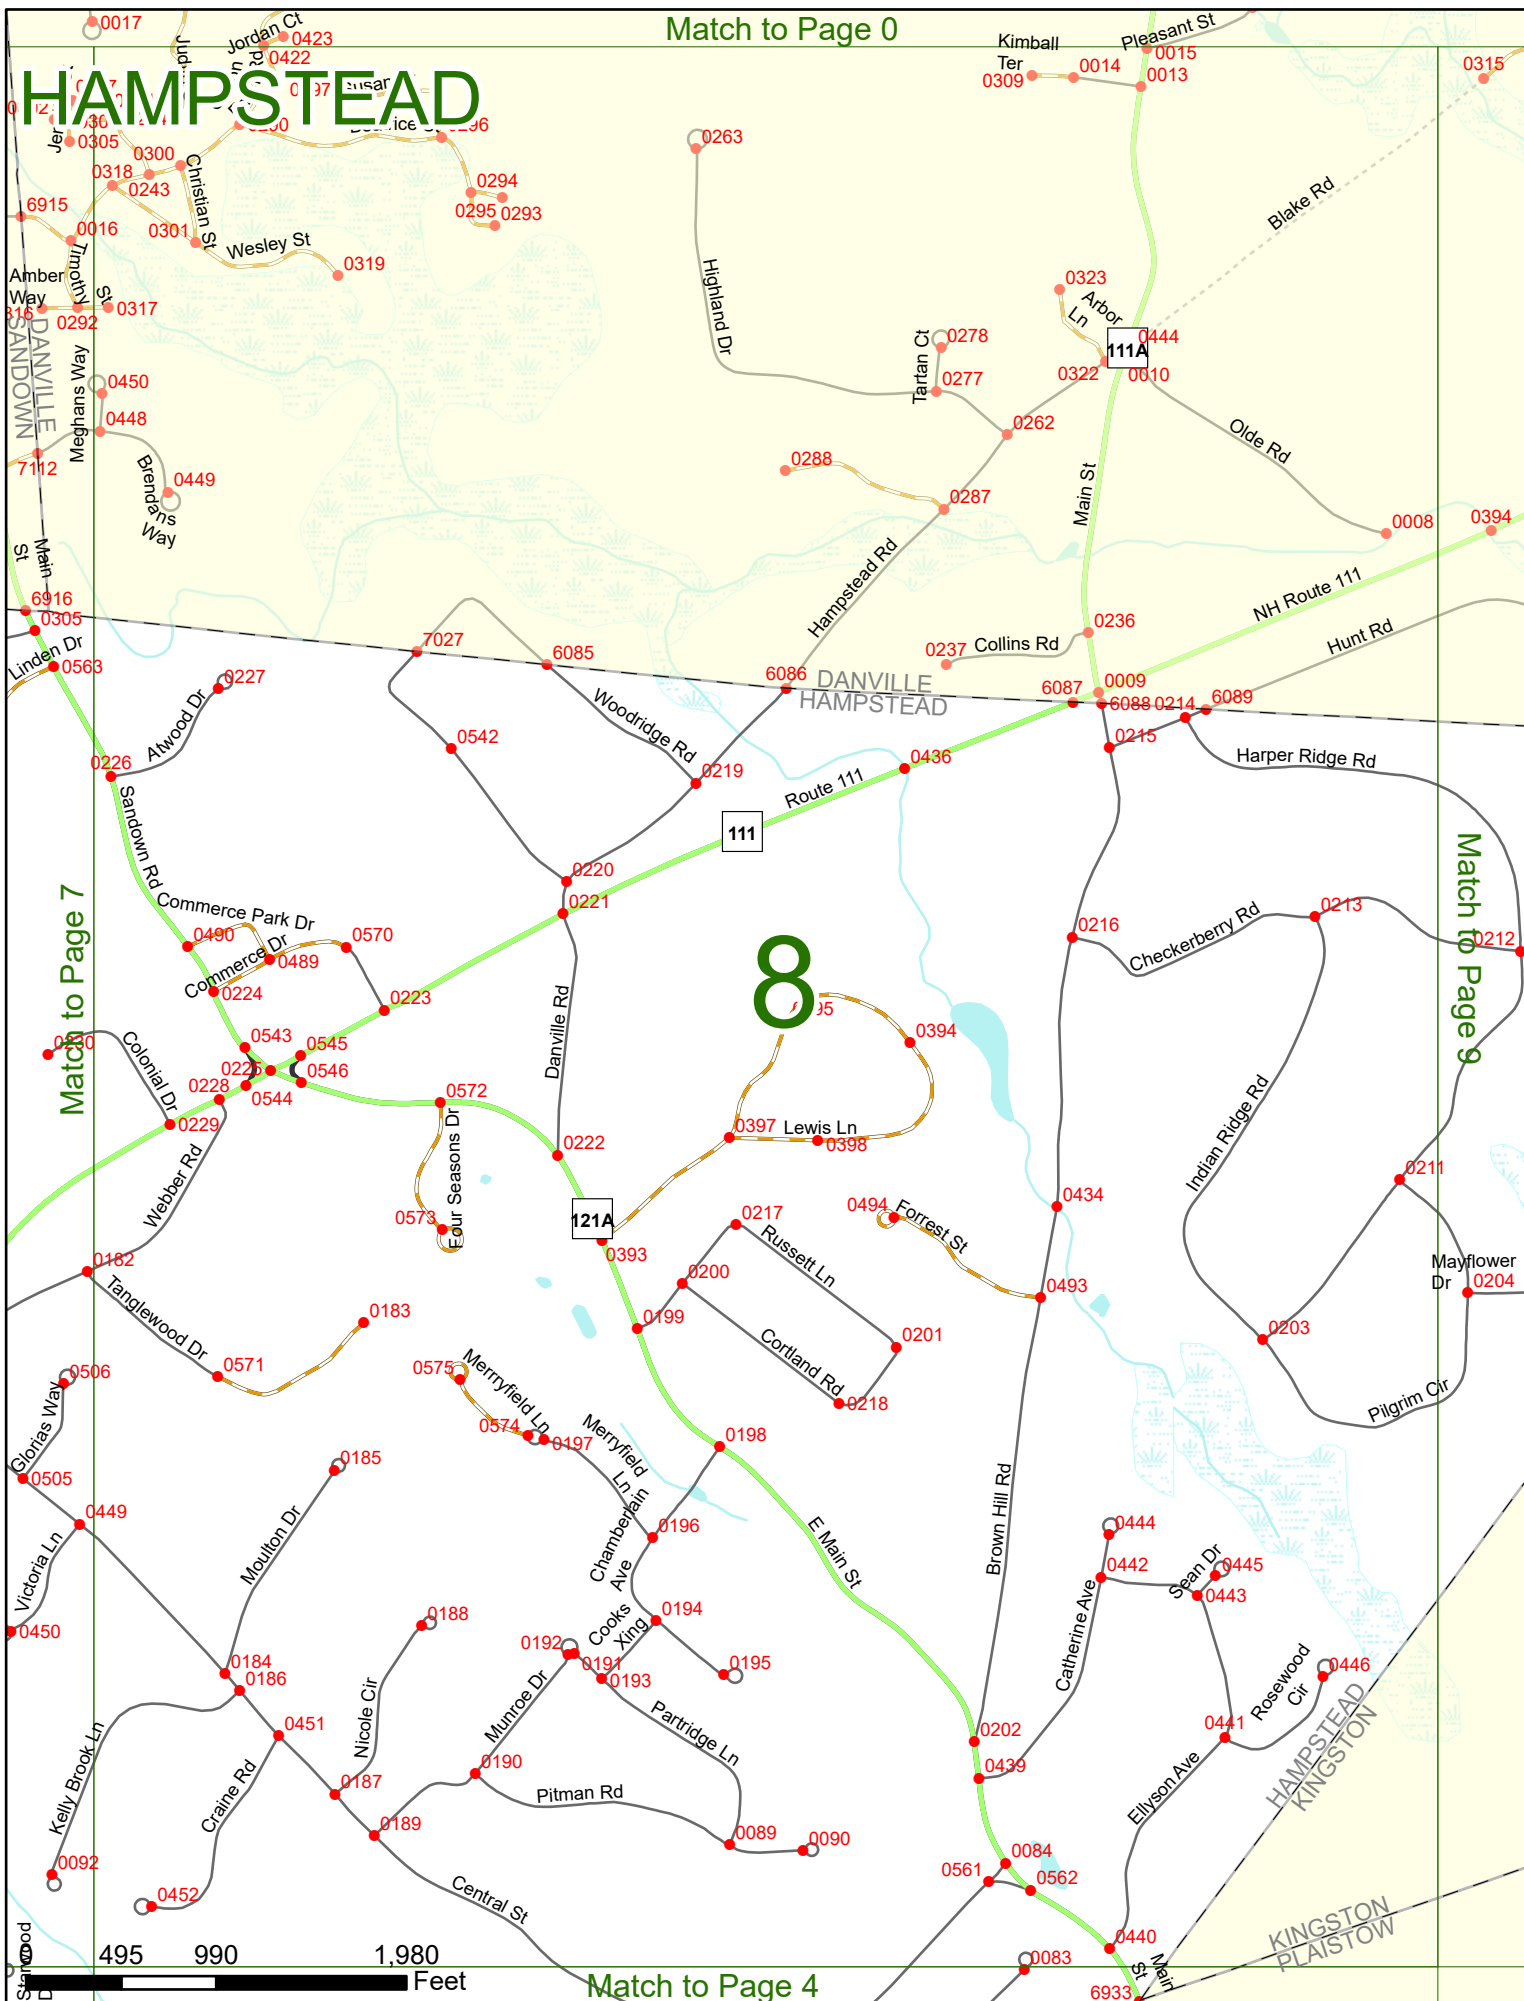 Match to Page 0
HAMPSTEAD
0017
Jordan Ct
0423
0422
Kimball
Ter
0309
0014
Pleasant St
0015
0013
0315
0305
0300
0318
0243
Christian St
0301
Wesley St
0319
0296
0294
0295
0293
0263
6915
0016
Timothy
St
Amber
Way
0292
0317
DANVILLE
SANDOWN
Meghans Way
0450
0448
7112
Brendans
Way
0449
Highland Dr
Tartan Ct
0278
0277
0262
0323
Arbor
Ln
0322
111A
0444
0010
Blake Rd
Olde Rd
0008
0394
0288
0287
Hampstead Rd
Main St
NH Route 111
Hunt Rd
0236
0237
Collins Rd
0009
Main
St
6916
0305
Linden Dr
0563
0227
Atwood Dr
0226
7027
6085
6086
DANVILLE
HAMPSTEAD
6087
6088
0214
6089
0215
Harper Ridge Rd
0542
Woodridge Rd
0219
0436
Route 111
111
Sandown Rd
0220
0221
Match to Page 7
Commerce Park Dr
0490
Commerce Dr
0489
0570
0224
0223
8
95
0394
0216
Checkerberry Rd
0213
0212
Match to Page 9
0230
Colonial Dr
0543
0545
0225
0546
0228
0544
0229
0572
Danville Rd
0222
0397
Lewis Ln
0398
Indian Ridge Rd
0211
Webber Rd
Four Seasons Dr
0573
121A
0393
0217
Russett Ln
0494
Forrest St
0434
0493
0182
Tanglewood Dr
0183
0571
0200
0199
Cortland Rd
0201
0218
Mayflower
Dr
0204
0203
Pilgrim Cir
0506
Glorias Way
0505
0575
Merrryfield Ln
0574
0197
Merryfield
Ln
0198
0185
Moulton Dr
0449
Victoria Ln
0450
Chamberlain
Ave
0196
E Main St
Brown Hill Rd
0444
0442
Sean Dr
0445
0443
Catherine Ave
0188
Nicole Cir
0192
0191
Cooks
Xing
0194
0195
0193
Munroe Dr
Partridge Ln
0184
0186
0451
Kelly Brook Ln
Craine Rd
0187
0190
Pitman Rd
0189
0202
0439
0441
Rosewood
Cir
0446
HAMPSTEAD
KINGSTON
Ellyson Ave
0092
0452
Central St
0089
0090
0084
0561
0562
KINGSTON
PLAISTOW
0440
Main
St
0083
6933
Stanwood
0 495 990 1,980
Feet
Match to Page 4